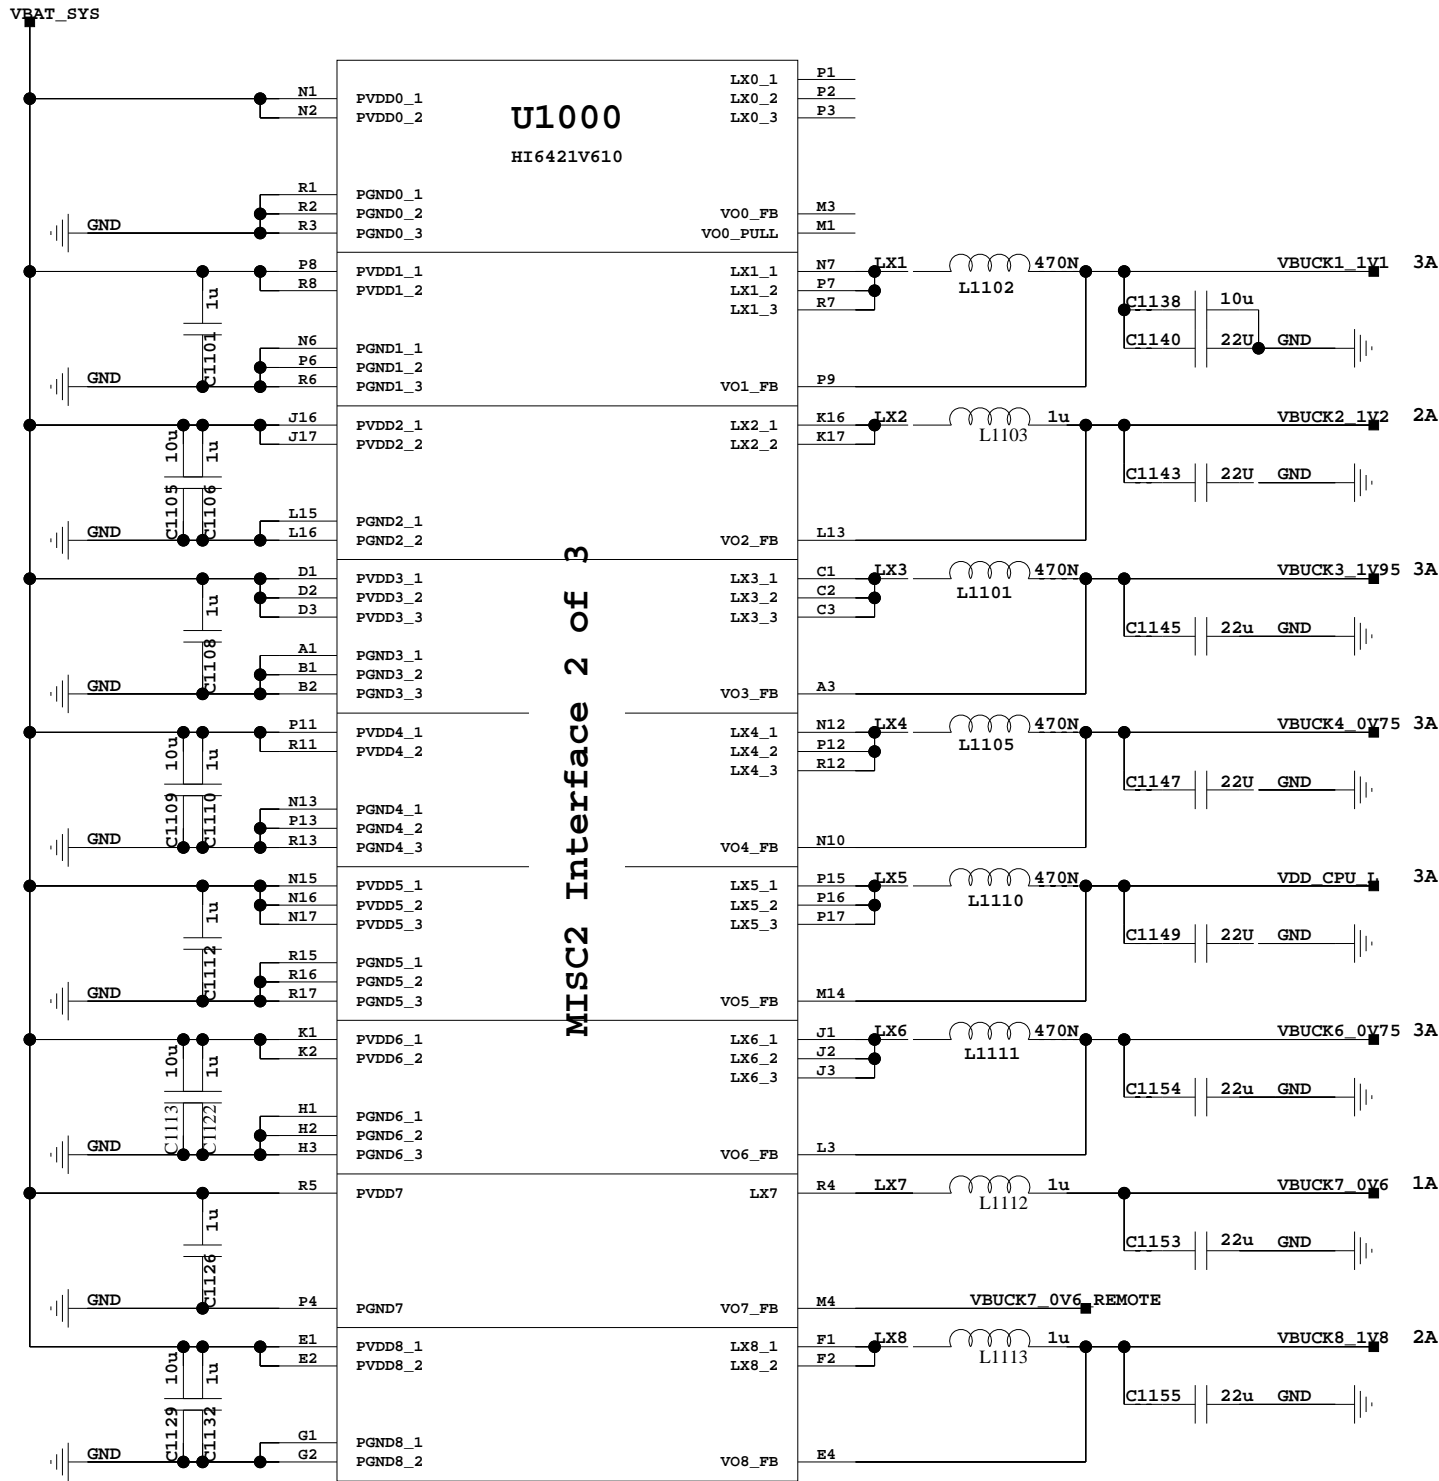 VBAT_SYS
P1
LX0_1
N1 PVDD0_1 LX0_2 P2
N2 PVDD0_2 U1000 LX0_3 P3
HI6421V610
R1 PGND0_1
R2 PGND0_2 VO0_FB M3
GND R3 PGND0_3 VO0_PULL M1
P8 PVDD1_1 LX1_1 N7 LX1 470N VBUCK1_1V1 3A
R8 PVDD1_2 LX1_2 P7 L1102
1u LX1_3 R7 C1138 10u
N6 PGND1_1 C1140 22U GND
P6 PGND1_2
GND C1101 R6 PGND1_3 VO1_FB P9
J16 PVDD2_1 LX2_1 K16 LX2 1u VBUCK2_1V2 2A
10u 1u J17 PVDD2_2 LX2_2 K17 L1103
C1143 22U GND
C1105 C1106 L15 PGND2_1
GND L16 PGND2_2 VO2_FB L13
MISC2 Interface 2 of 3
D1 PVDD3_1 LX3_1 C1 LX3 470N VBUCK3_1V95 3A
D2 PVDD3_2 LX3_2 C2 L1101
1u D3 PVDD3_3 LX3_3 C3
C1145 22u GND
A1 PGND3_1
C1108 B1 PGND3_2
GND B2 PGND3_3 VO3_FB A3
P11 PVDD4_1 LX4_1 N12 LX4 470N VBUCK4_0V75 3A
10u 1u R11 PVDD4_2 LX4_2 P12 L1105
LX4_3 R12
C1147 22U GND
N13 PGND4_1
C1109 C1110 P13 PGND4_2
GND R13 PGND4_3 VO4_FB N10
N15 PVDD5_1 LX5_1 P15 LX5 470N VDD_CPU_L 3A
N16 PVDD5_2 LX5_2 P16 L1110
1u N17 PVDD5_3 LX5_3 P17
C1149 22U GND
R15 PGND5_1
C1112 R16 PGND5_2
GND R17 PGND5_3 VO5_FB M14
K1 PVDD6_1 LX6_1 J1 LX6 470N VBUCK6_0V75 3A
10u 1u K2 PVDD6_2 LX6_2 J2 L1111
LX6_3 J3
C1154 22u GND
H1 PGND6_1
C1113 C1122 H2 PGND6_2
GND H3 PGND6_3 VO6_FB L3
R5 PVDD7 LX7 R4 LX7 1u VBUCK7_0V6 1A
1u L1112
C1153 22u GND
C1126
GND P4 PGND7 VO7_FB M4 VBUCK7_0V6_REMOTE
E1 PVDD8_1 LX8_1 F1 LX8 1u VBUCK8_1V8 2A
10u 1u E2 PVDD8_2 LX8_2 F2 L1113
C1155 22u GND
C1129 C1132 G1 PGND8_1
GND G2 PGND8_2 VO8_FB E4